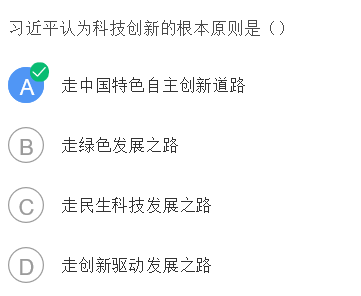 习近平认为科技创新的根本原则是（）
A 走中国特色自主创新道路
B 走绿色发展之路
C 走民生科技发展之路
D 走创新驱动发展之路